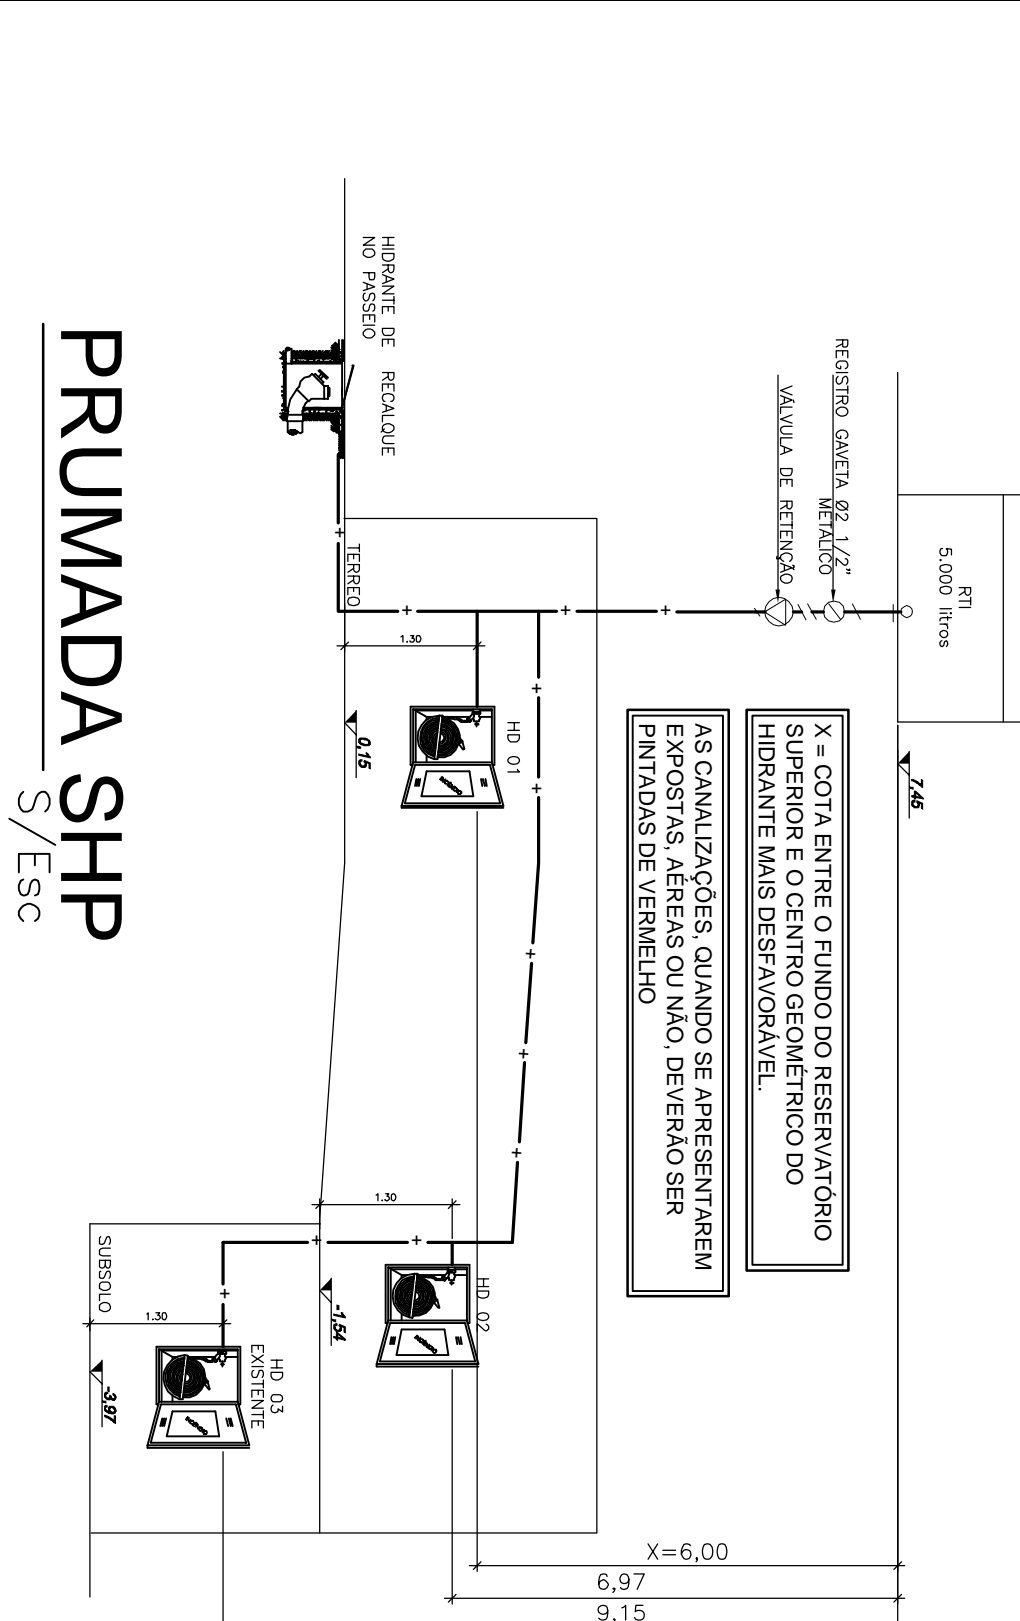 RTI
5.000 litros
REGISTRO GAVETA Ø2 1/2"
METÁLICO
VÁLVULA DE RETENÇÃO
7,45
X = COTA ENTRE O FUNDO DO RESERVATÓRIO
SUPERIOR E O CENTRO GEOMÉTRICO DO
HIDRANTE MAIS DESFAVORÁVEL.
AS CANALIZAÇÕES, QUANDO SE APRESENTAREM
EXPOSTAS, AÉREAS OU NÃO, DEVERÃO SER
PINTADAS DE VERMELHO
HIDRANTE DE RECALQUE
NO PASSEIO
TERREO
1.30
HD 01
INCÊNDIO
0,15
1.30
HD 02
INCÊNDIO
-1,54
SUBSOLO
1.30
HD 03
EXISTENTE
INCÊNDIO
-3,97
X=6,00
6,97
9,15
PRUMADA SHP
S/Esc